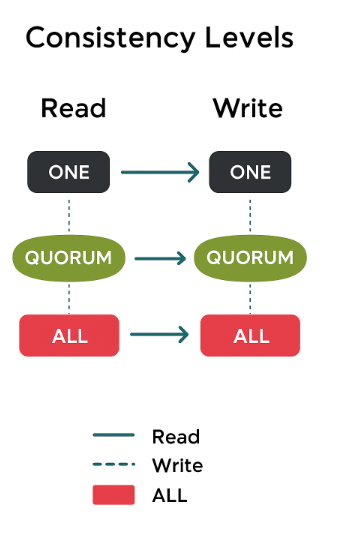 Consistency Levels
Read Write
ONE ONE
QUORUM QUORUM
ALL ALL
Read
Write
ALL